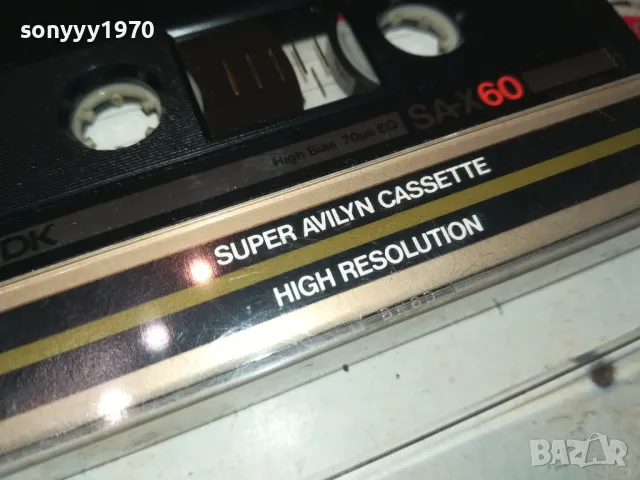 sonyyy1970
SA-X60
High Bias 70µs EQ
DK
SUPER AVILYN CASSETTE
HIGH RESOLUTION
BAZAR